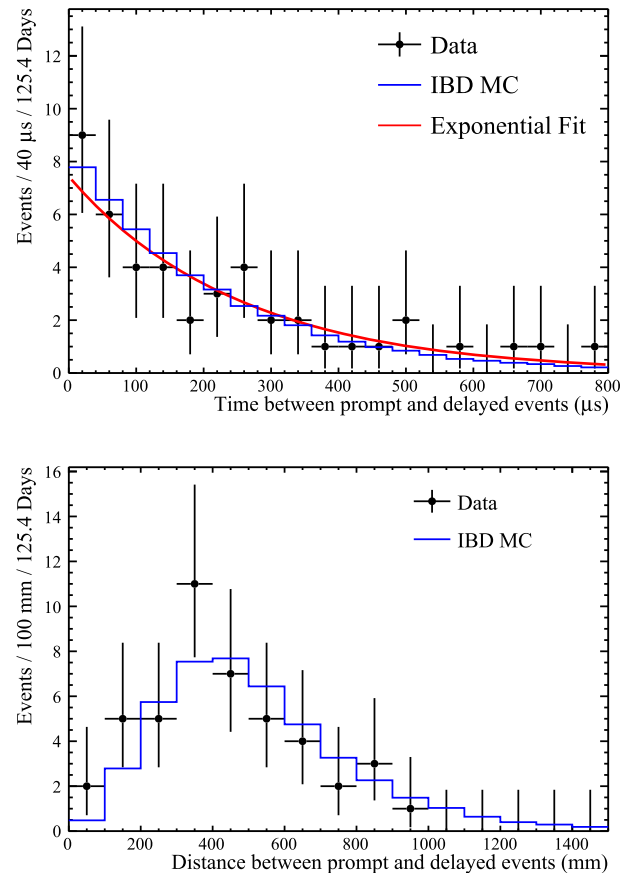 Events / 40 μs / 125.4 Days
12
10
8
6
4
2
0
Data
IBD MC
Exponential Fit
0 100 200 300 400 500 600 700 800
Time between prompt and delayed events (μs)
Events / 100 mm / 125.4 Days
16
14
12
10
8
6
4
2
0
Data
IBD MC
0 200 400 600 800 1000 1200 1400
Distance between prompt and delayed events (mm)